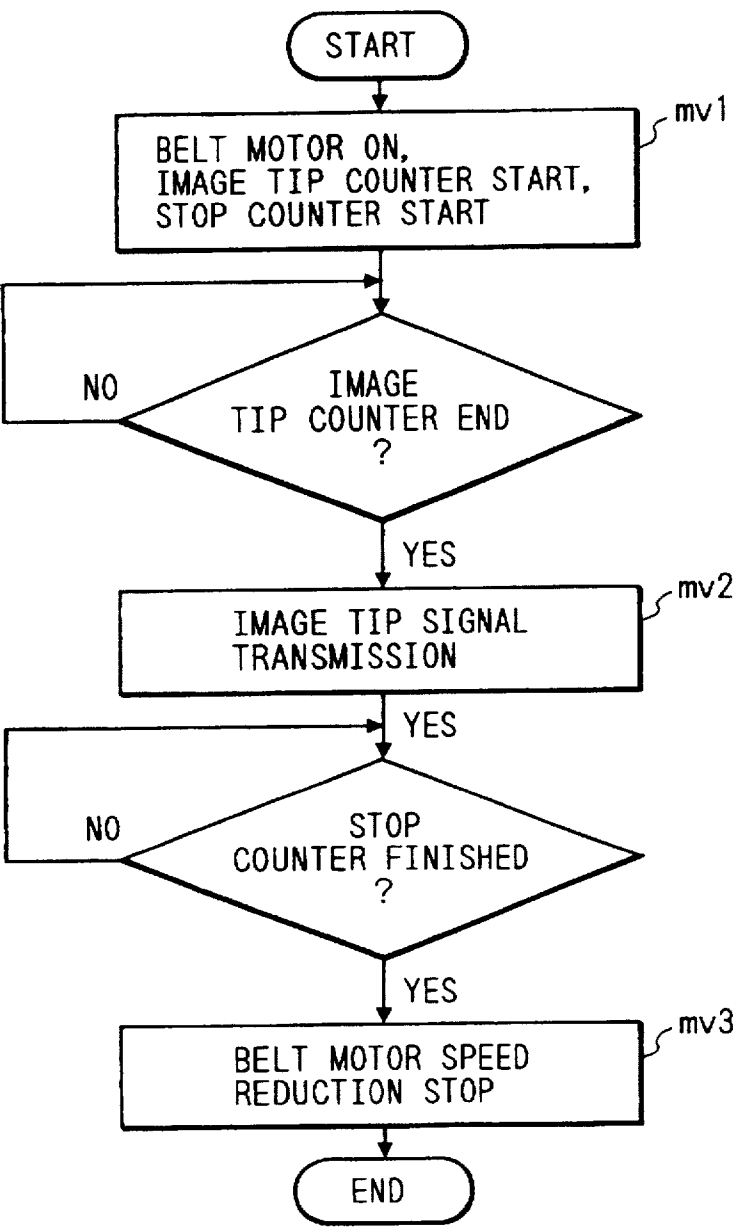 START
mv1
BELT MOTOR ON,
IMAGE TIP COUNTER START,
STOP COUNTER START
NO
IMAGE
TIP COUNTER END
?
YES
mv2
IMAGE TIP SIGNAL
TRANSMISSION
YES
NO
STOP
COUNTER FINISHED
?
YES
mv3
BELT MOTOR SPEED
REDUCTION STOP
END